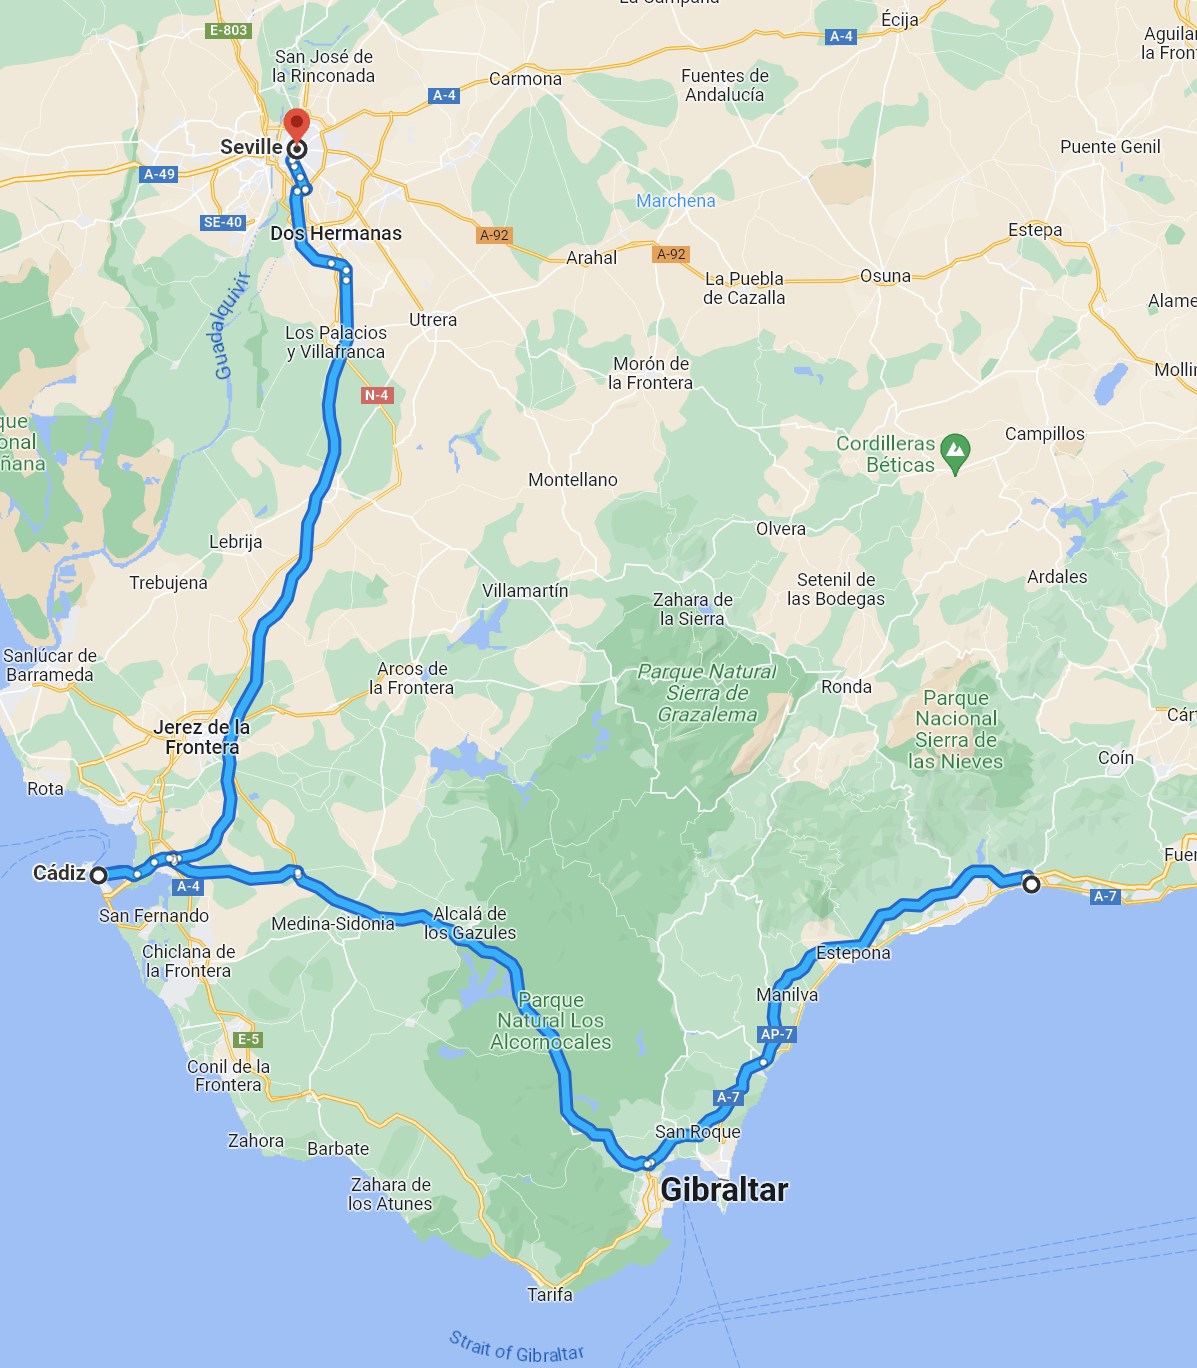 La Campana
Écija
E-803
A-4
Aguilar
la Fron
San José de
la Rinconada
Carmona
Fuentes de
Andalucía
A-4
Seville
Puente Genil
A-49
Marchena
SE-40
Dos Hermanas
A-92
Estepa
Arahal
A-92
La Puebla
de Cazalla
Osuna
Alame
Guadalquivir
Utrera
Los Palacios
y Villafranca
Morón de
la Frontera
Mollin
N-4
que
onal
ñana
Cordilleras
Béticas
Campillos
Montellano
Olvera
Lebrija
Trebujena
Villamartín
Zahara de
la Sierra
Setenil de
las Bodegas
Ardales
Sanlúcar de
Barrameda
Arcos de
la Frontera
Parque Natural
Sierra de
Grazalema
Ronda
Parque
Nacional
Sierra de
las Nieves
Cárt
Jerez de la
Frontera
Coín
Rota
Fuen
Cádiz
A-4
A-7
San Fernando
Medina-Sidonia
Alcalá de
los Gazules
Chiclana de
la Frontera
Estepona
Manilva
Parque
Natural Los
Alcornocales
E-5
AP-7
Conil de la
Frontera
A-7
San Roque
Zahora
Barbate
Gibraltar
Zahara de
los Atunes
Tarifa
Strait of Gibraltar